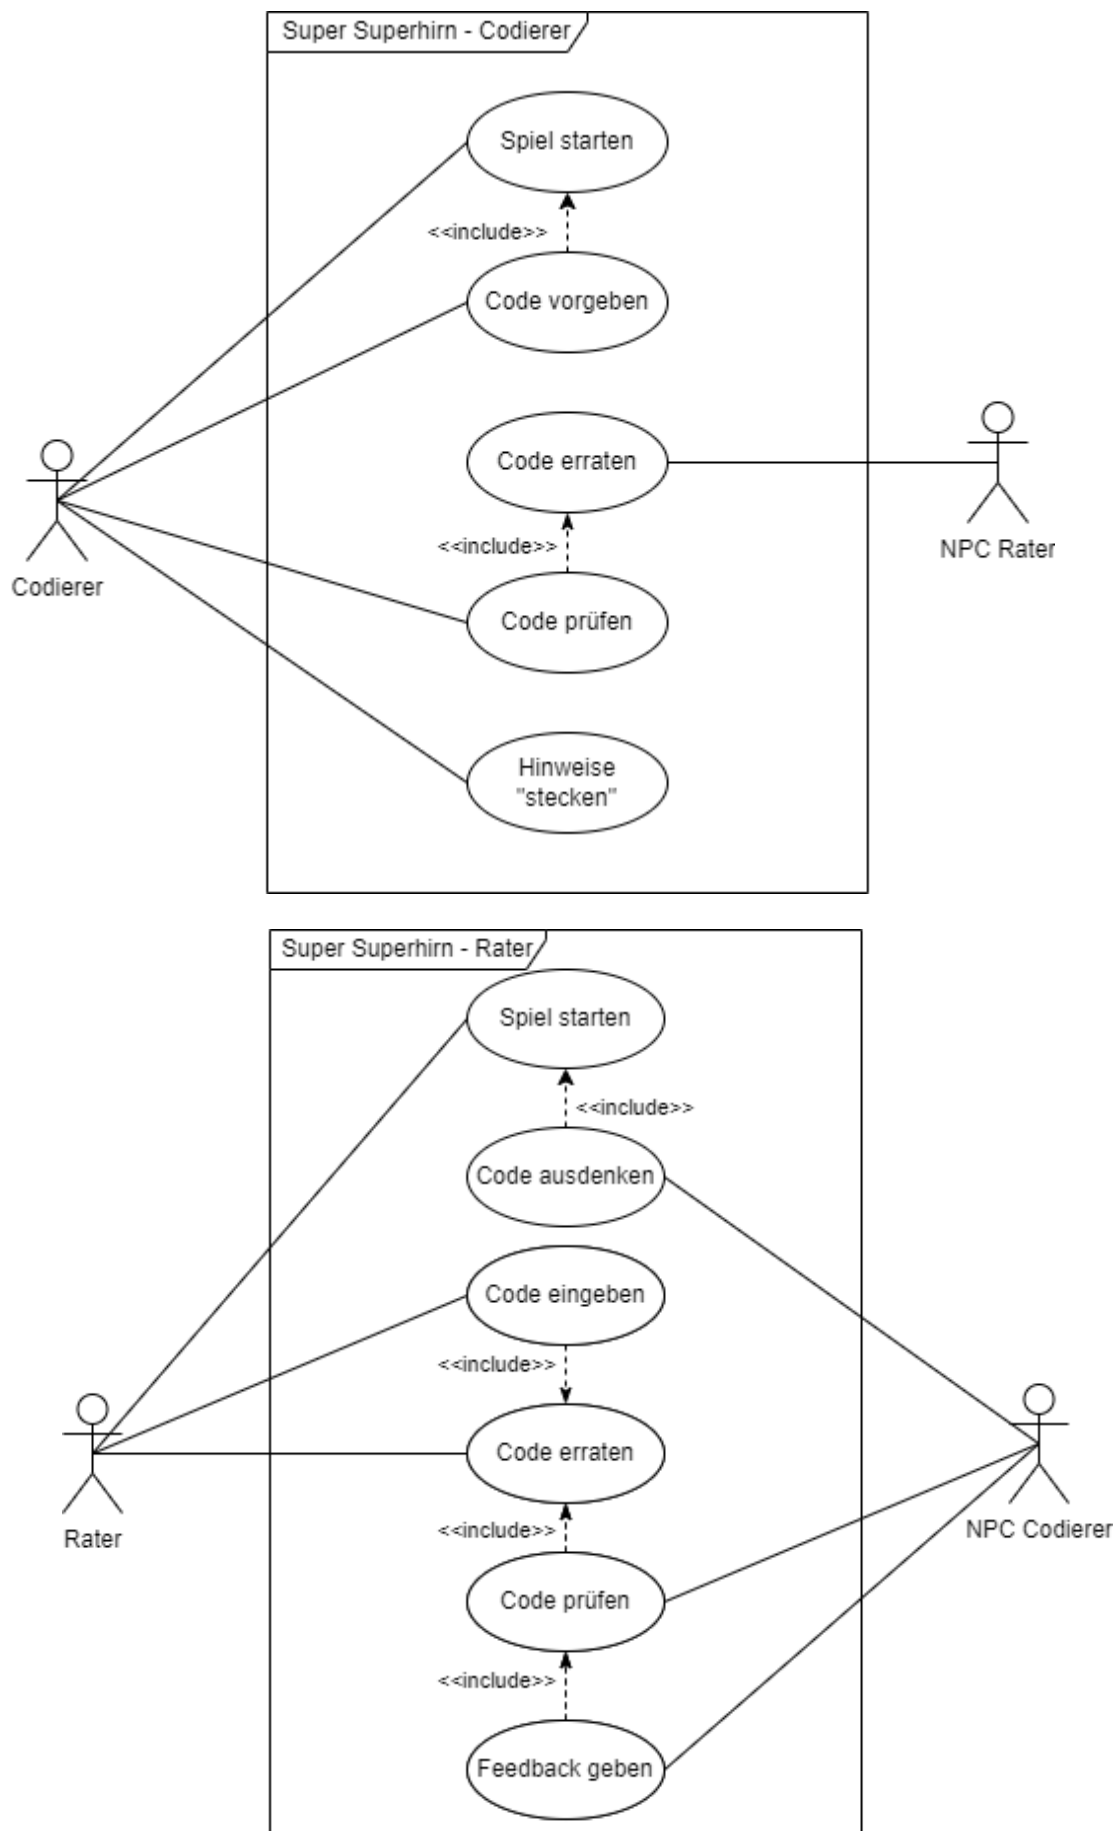 Super Superhirn - Codierer
Spiel starten
<<include>>
Code vorgeben
Code erraten
<<include>>
NPC Rater
Codierer
Code prüfen
Hinweise
"stecken"
Super Superhirn - Rater
Spiel starten
<<include>>
Code ausdenken
Code eingeben
<<include>>
Code erraten
<<include>>
Rater
NPC Codierer
Code prüfen
<<include>>
Feedback geben